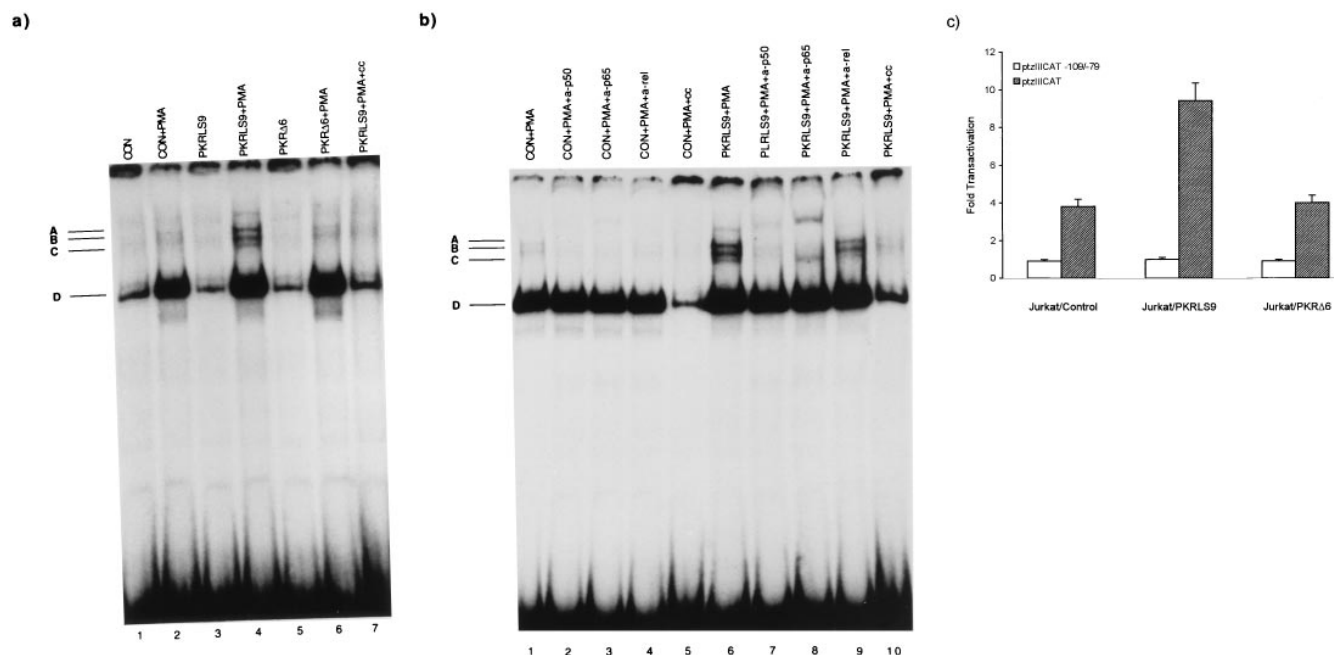 a)
CON
CON+PMA
PKRLS9
PKRLS9+PMA
PKRΔ6
PKRΔ6+PMA
PKRLS9+PMA+cc
A
B
C
D
1 2 3 4 5 6 7
b)
CON+PMA
CON+PMA+a-p50
CON+PMA+a-p65
CON+PMA+a-rel
CON+PMA+cc
PKRLS9+PMA
PLRLS9+PMA+a-p50
PKRLS9+PMA+a-p65
PKRLS9+PMA+a-rel
PKRLS9+PMA+cc
A
B
C
D
1 2 3 4 5 6 7 8 9 10
c)
Fold Transactivation
12
10
8
6
4
2
0
ptzIIICAT -109/-79
ptzIIICAT
Jurkat/Control Jurkat/PKRLS9 Jurkat/PKRΔ6